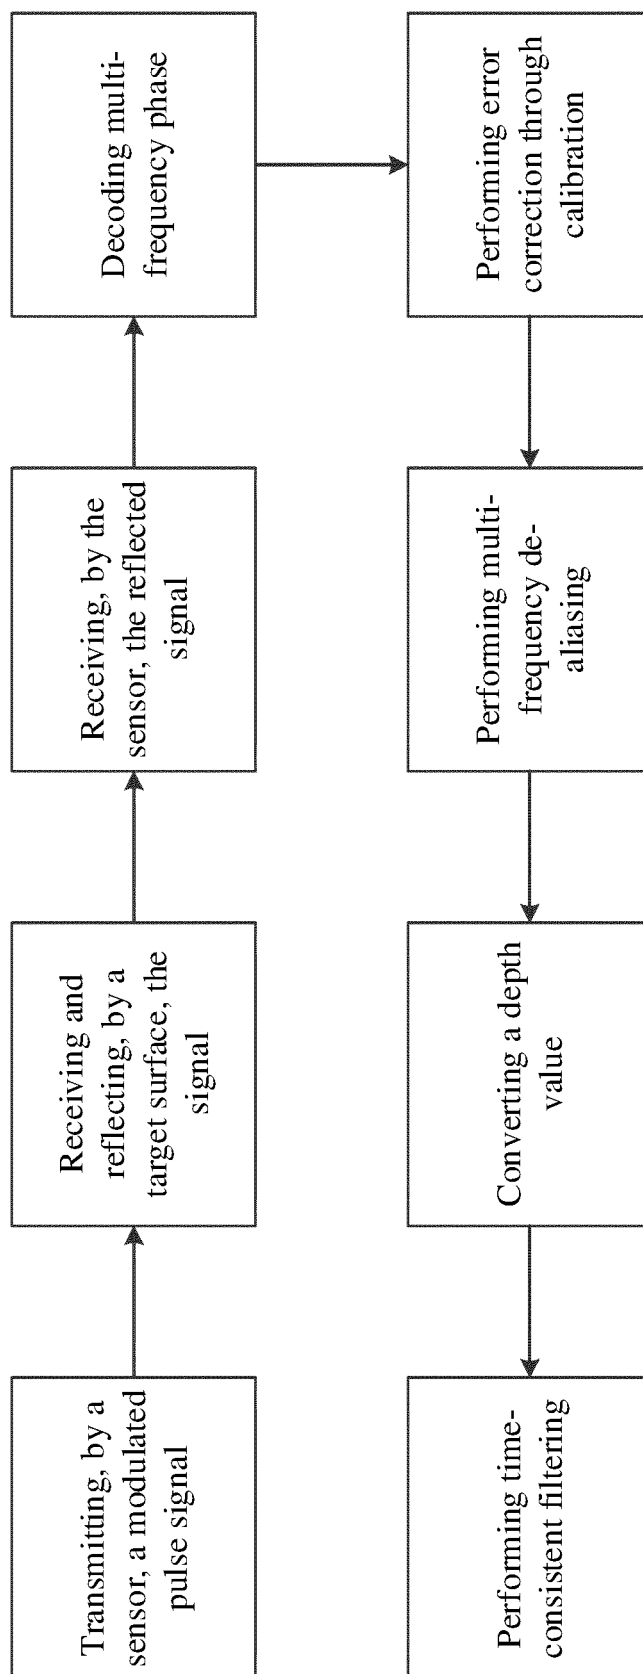 Transmitting, by a
sensor, a modulated
pulse signal
Receiving and
reflecting, by a
target surface, the
signal
Receiving, by the
sensor, the reflected
signal
Decoding multi-
frequency phase
Performing error
correction through
calibration
Performing multi-
frequency de-
aliasing
Converting a depth
value
Performing time-
consistent filtering